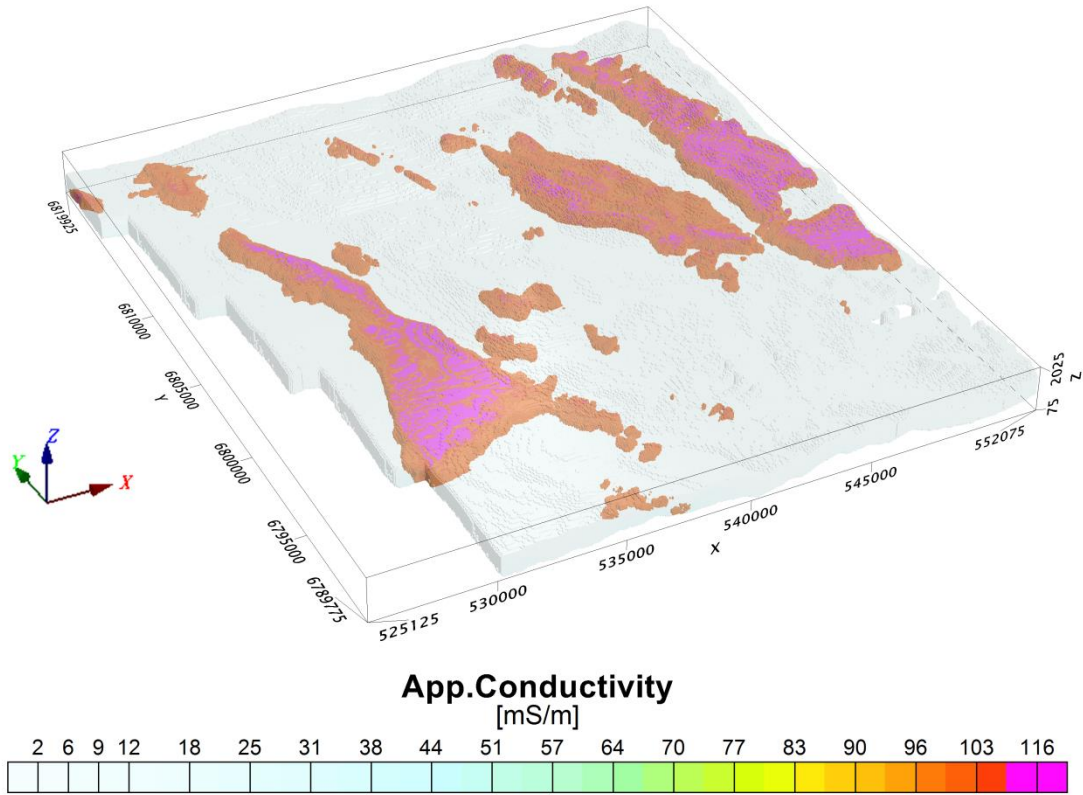 6819925
6810000
6805000
Y
6800000
6795000
6789775
525125
530000
535000
X
540000
545000
552075
75 2025
Z
Z
Y
X
App.Conductivity
[mS/m]
2 6 9 12 18 25 31 38 44 51 57 64 70 77 83 90 96 103 116